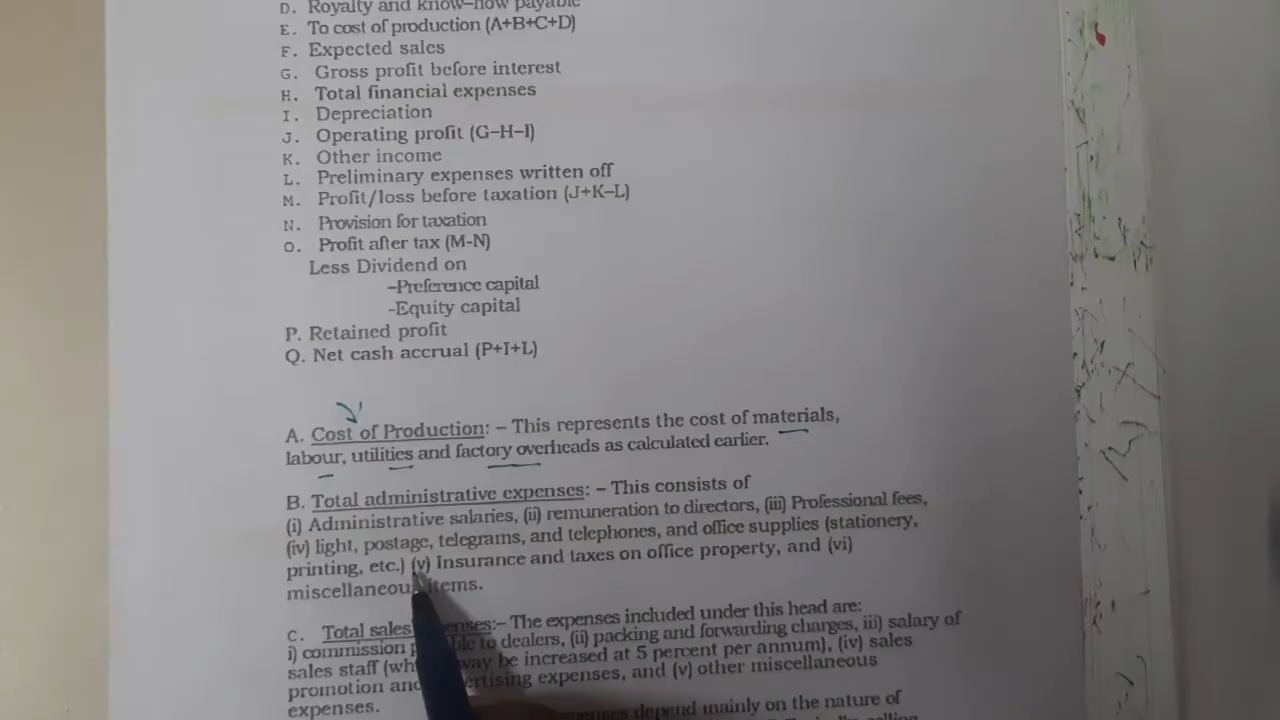 D. Royalty and know-how payable
E. To cost of production (A+B+C+D)
F. Expected sales
G. Gross profit before interest
H. Total financial expenses
I. Depreciation
J. Operating profit (G-H-I)
K. Other income
L. Preliminary expenses written off
M. Profit/loss before taxation (J+K-L)
N. Provision for taxation
O. Profit after tax (M-N)
Less Dividend on
-Preference capital
-Equity capital
P. Retained profit
Q. Net cash accrual (P+I+L)
A. Cost of Production: - This represents the cost of materials,
labour, utilities and factory overheads as calculated earlier.
B. Total administrative expenses: - This consists of
(i) Administrative salaries, (ii) remuneration to directors, (iii) Professional fees,
(iv) light, postage, telegrams, and telephones, and office supplies (stationery,
printing, etc.) (v) Insurance and taxes on office property, and (vi)
miscellaneou items.
C. Total sales enses:- The expenses included under this head are:
i) commission ble to dealers, (ii) packing and forwarding charges, iii) salary of
sales staff (wh way be increased at 5 percent per annum), (iv) sales
promotion and ertising expenses, and (v) other miscellaneous
expenses. depend mainly on the nature of